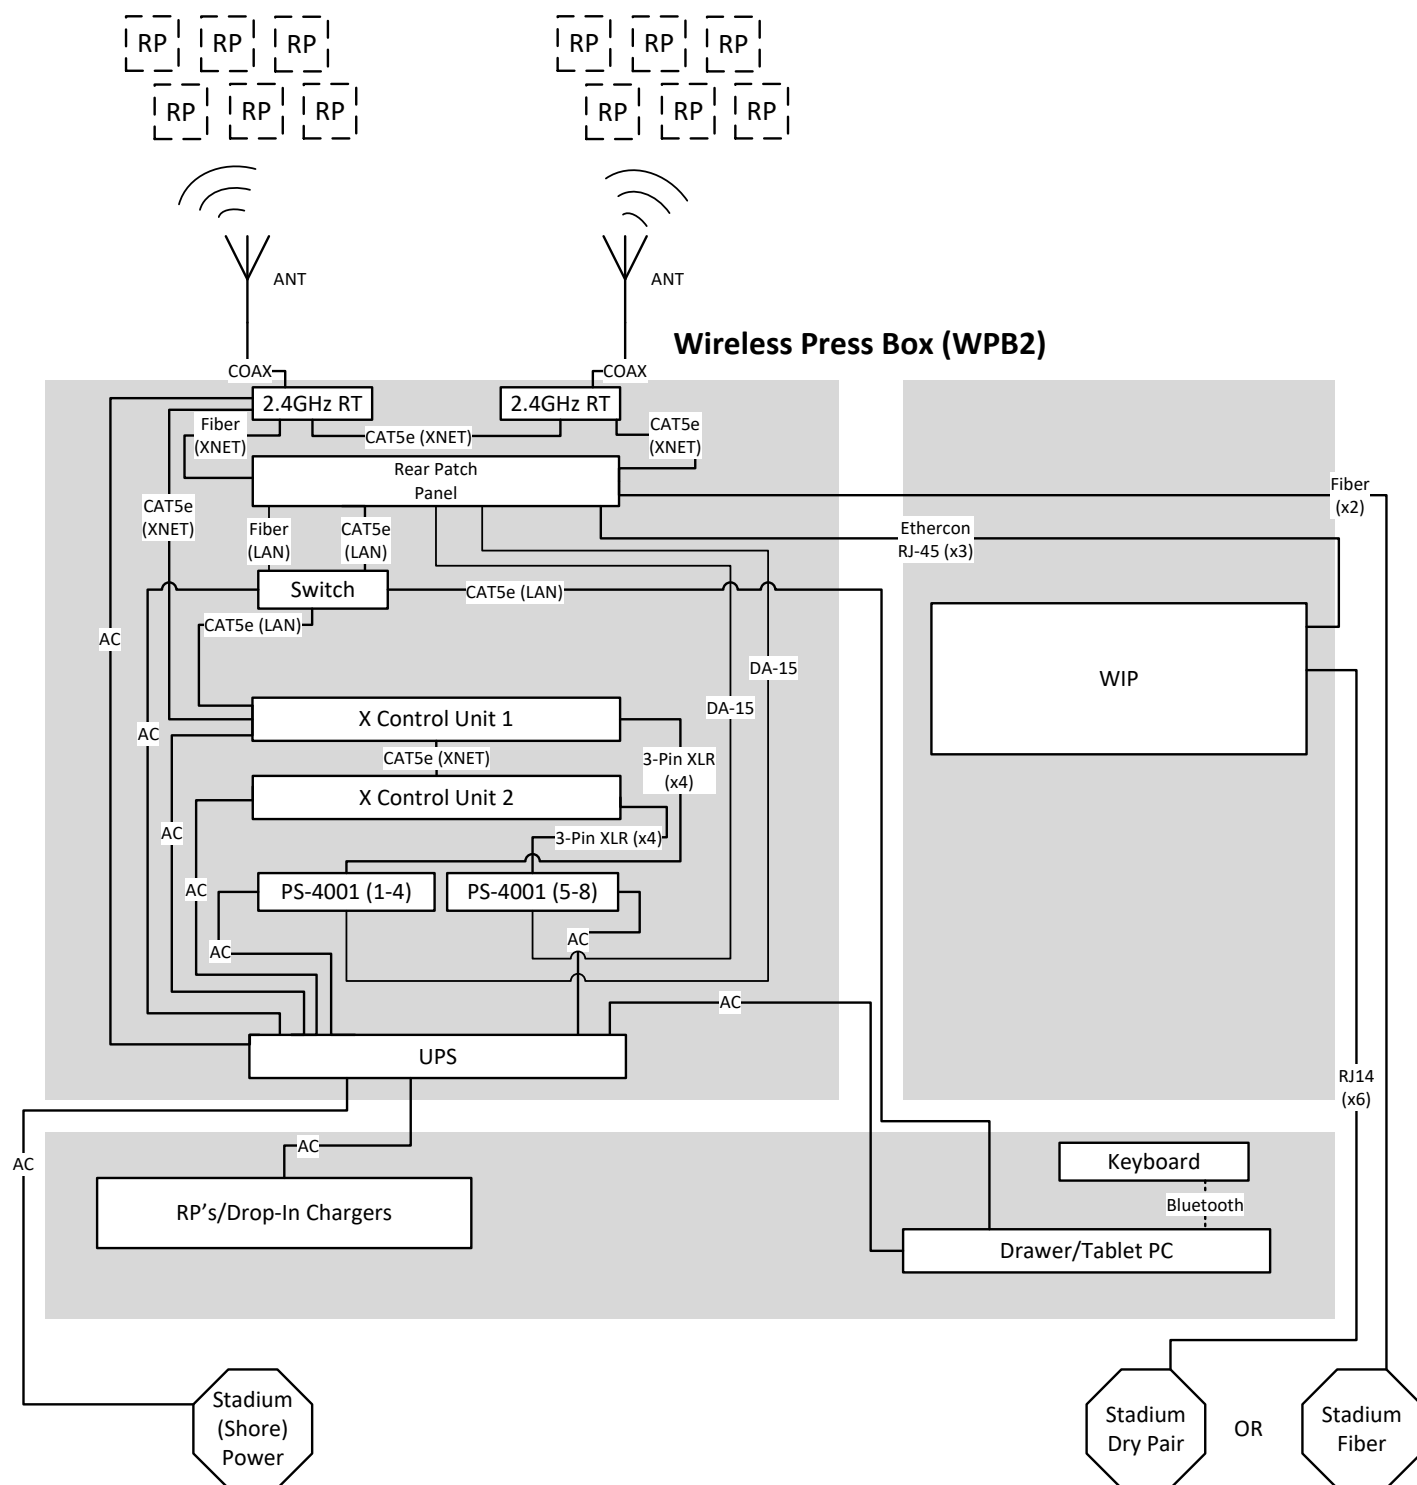 RP RP RP
RP RP RP
RP RP RP
RP RP RP
ANT
ANT
Wireless Press Box (WPB2)
COAX
COAX
2.4GHz RT
2.4GHz RT
Fiber
(XNET)
CAT5e (XNET)
CAT5e
(XNET)
Rear Patch
Panel
Fiber
(x2)
CAT5e
(XNET)
Fiber
(LAN)
CAT5e
(LAN)
Ethercon
RJ-45 (x3)
Switch
CAT5e (LAN)
CAT5e (LAN)
AC
DA-15
WIP
DA-15
X Control Unit 1
AC
CAT5e (XNET)
3-Pin XLR
(x4)
X Control Unit 2
AC
3-Pin XLR (x4)
AC
PS-4001 (1-4)
PS-4001 (5-8)
AC
AC
AC
UPS
RJ14
(x6)
AC
AC
Keyboard
Bluetooth
RP's/Drop-In Chargers
Drawer/Tablet PC
Stadium
(Shore)
Power
Stadium
Dry Pair
OR
Stadium
Fiber